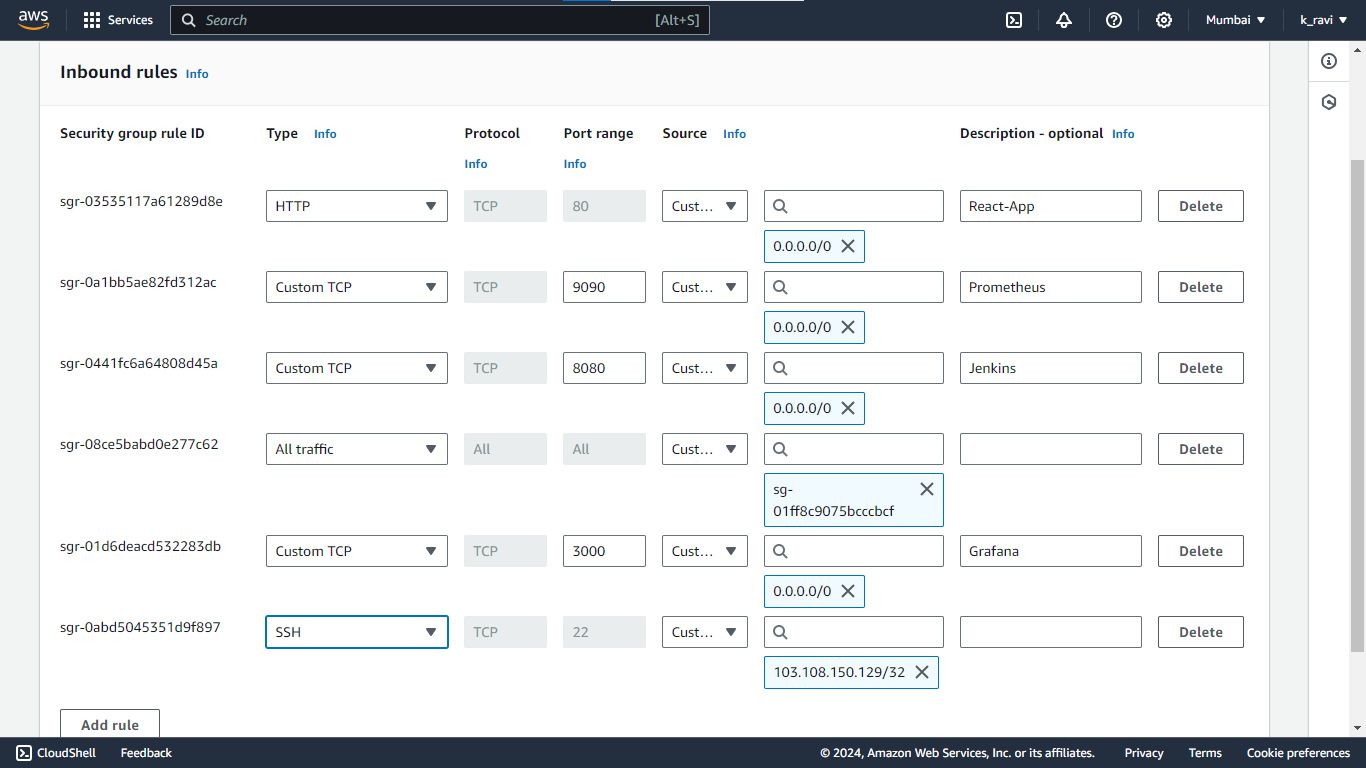 aws Services Search [Alt+S] Mumbai k_ravi
Inbound rules Info
Security group rule ID Type Info Protocol Info Port range Info Source Info Description - optional Info
sgr-03535117a61289d8e HTTP TCP 80 Cust... React-App Delete
0.0.0.0/0
sgr-0a1bb5ae82fd312ac Custom TCP TCP 9090 Cust... Prometheus Delete
0.0.0.0/0
sgr-0441fc6a64808d45a Custom TCP TCP 8080 Cust... Jenkins Delete
0.0.0.0/0
sgr-08ce5babd0e277c62 All traffic All All Cust... Delete
sg-
01ff8c9075bcccbcf
sgr-01d6deacd532283db Custom TCP TCP 3000 Cust... Grafana Delete
0.0.0.0/0
sgr-0abd5045351d9f897 SSH TCP 22 Cust... Delete
103.108.150.129/32
Add rule
CloudShell Feedback © 2024, Amazon Web Services, Inc. or its affiliates. Privacy Terms Cookie preferences